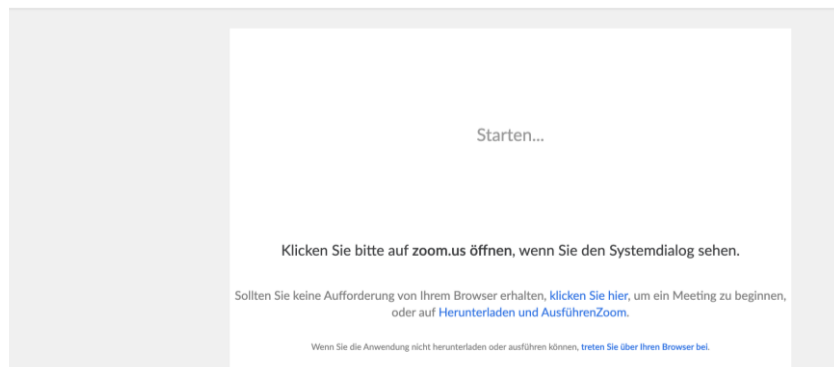 Starten...
Klicken Sie bitte auf zoom.us öffnen, wenn Sie den Systemdialog sehen.
Sollten Sie keine Aufforderung von Ihrem Browser erhalten, klicken Sie hier, um ein Meeting zu beginnen,
oder auf Herunterladen und AusführenZoom.
Wenn Sie die Anwendung nicht herunterladen oder ausführen können, treten Sie über Ihren Browser bei.